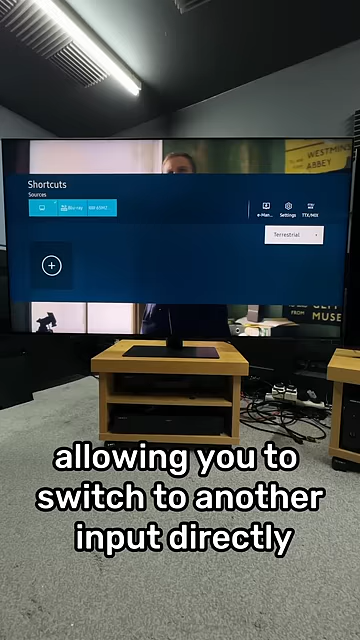 WESTMINS
ABBEY
Shortcuts
Sources
Blu-ray
e-Man...
Settings
TTX/MIX
Terrestrial
FROM
MUSE
allowing you to
switch to another
input directly